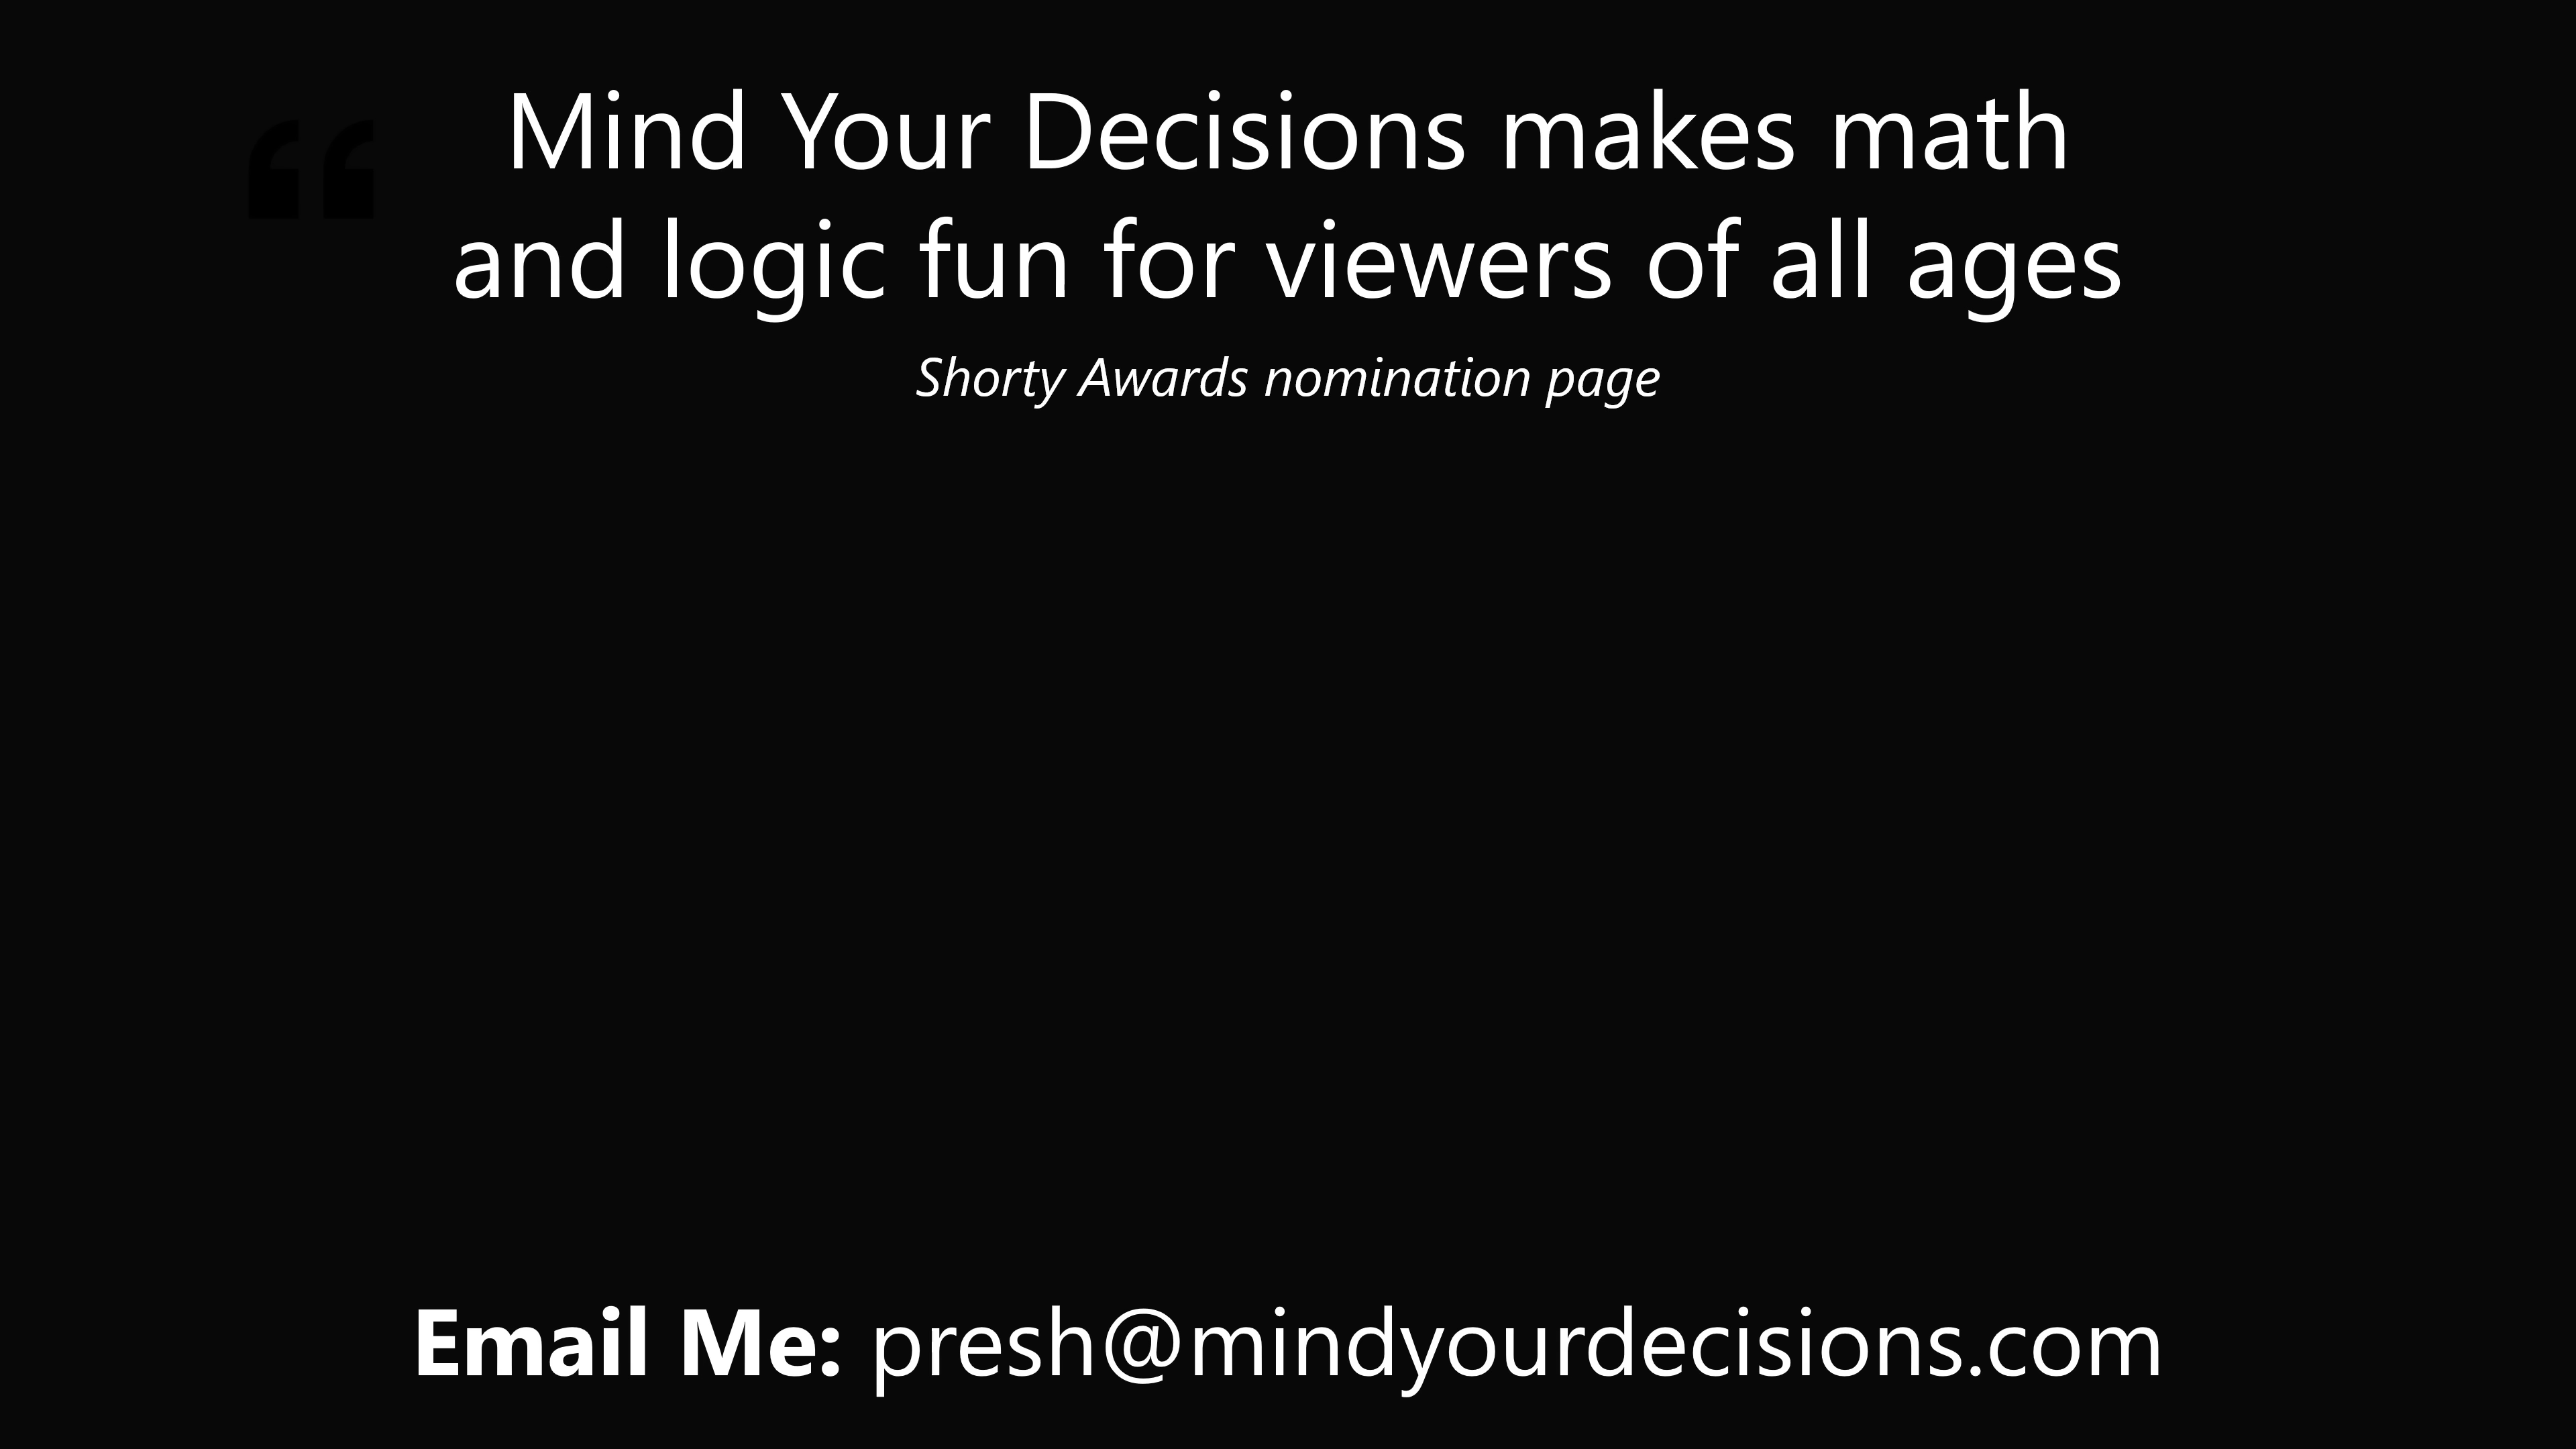 “
Mind Your Decisions makes math
and logic fun for viewers of all ages
Shorty Awards nomination page
Email Me: presh@mindyourdecisions.com